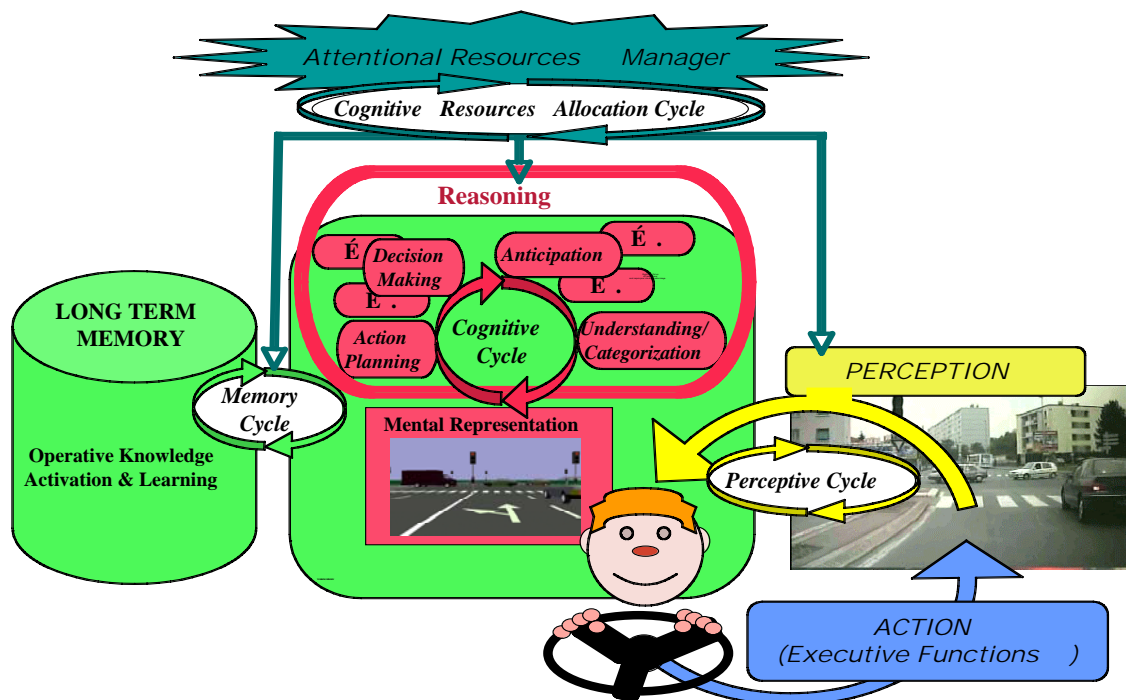 Attentional Resources Manager
Cognitive Resources Allocation Cycle
Reasoning
É
Decision
Making
Anticipation
É .
É .
É .
Action
Planning
Cognitive
Cycle
Understanding/
Categorization
LONG TERM
MEMORY
Memory
Cycle
Operative Knowledge
Activation & Learning
Mental Representation
PERCEPTION
Perceptive Cycle
ACTION
(Executive Functions )